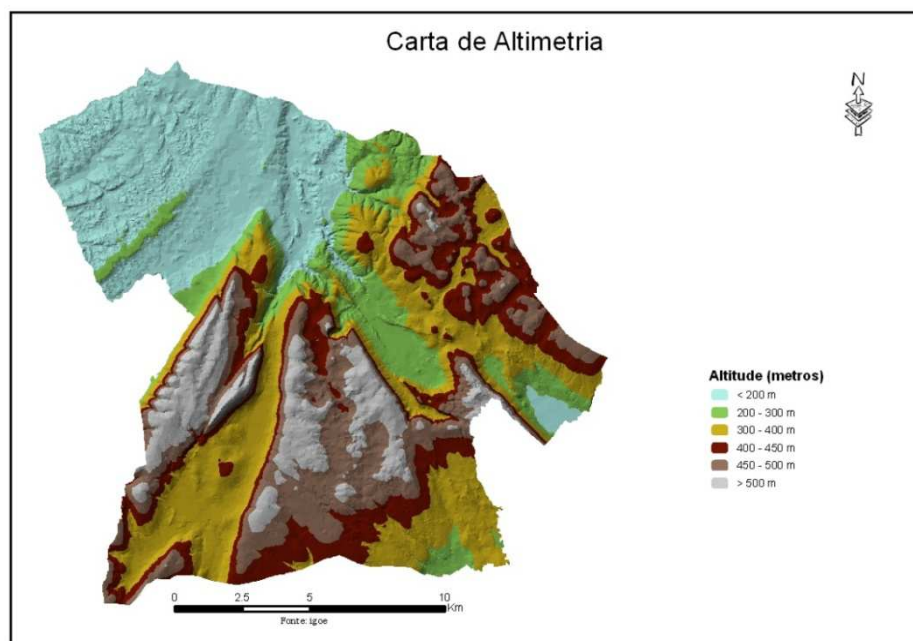 Carta de Altimetria
N
Altitude (metros)
< 200 m
200 - 300 m
300 - 400 m
400 - 450 m
450 - 500 m
> 500 m
0 2.5 5 10
Km
Fonte: igoe